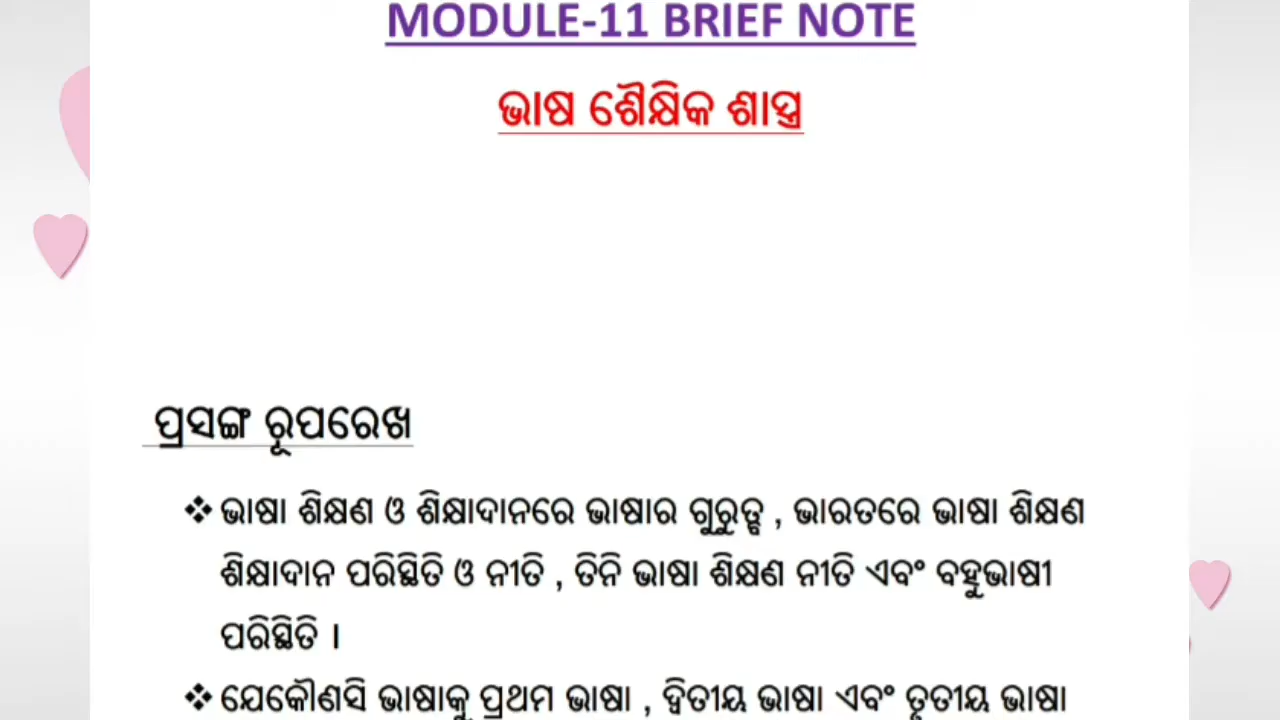 MODULE-11 BRIEF NOTE
ଭାଷ ଶୈକ୍ଷିକ ଶାସ୍ତ୍ର
ପ୍ରସଙ୍ଗ ରୂପରେଖ
❖ ଭାଷା ଶିକ୍ଷଣ ଓ ଶିକ୍ଷାଦାନରେ ଭାଷାର ଗୁରୁତ୍ବ , ଭାରତରେ ଭାଷା ଶିକ୍ଷଣ
ଶିକ୍ଷାଦାନ ପରିସ୍ଥିତି ଓ ନୀତି , ତିନି ଭାଷା ଶିକ୍ଷଣ ନୀତି ଏବଂ ବହୁଭାଷୀ
ପରିସ୍ଥିତି ।
❖ ଯେକୌଣସି ଭାଷାକୁ ପ୍ରଥମ ଭାଷା , ଦ୍ୱିତୀୟ ଭାଷା ଏବଂ ତୃତୀୟ ଭାଷା